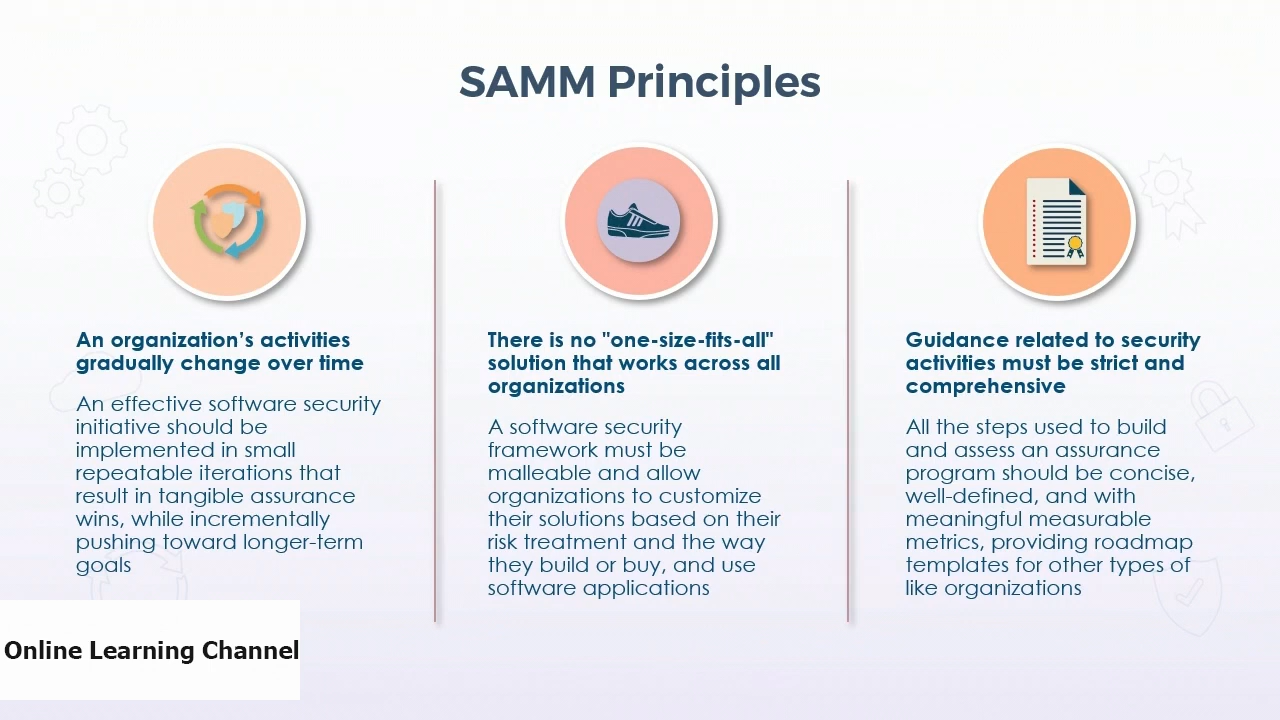 SAMM Principles
An organization’s activities
gradually change over time
An effective software security
initiative should be
implemented in small
repeatable iterations that
result in tangible assurance
wins, while incrementally
pushing toward longer-term
goals
There is no "one-size-fits-all"
solution that works across all
organizations
A software security
framework must be
malleable and allow
organizations to customize
their solutions based on their
risk treatment and the way
they build or buy, and use
software applications
Guidance related to security
activities must be strict and
comprehensive
All the steps used to build
and assess an assurance
program should be concise,
well-defined, and with
meaningful measurable
metrics, providing roadmap
templates for other types of
like organizations
Online Learning Channel